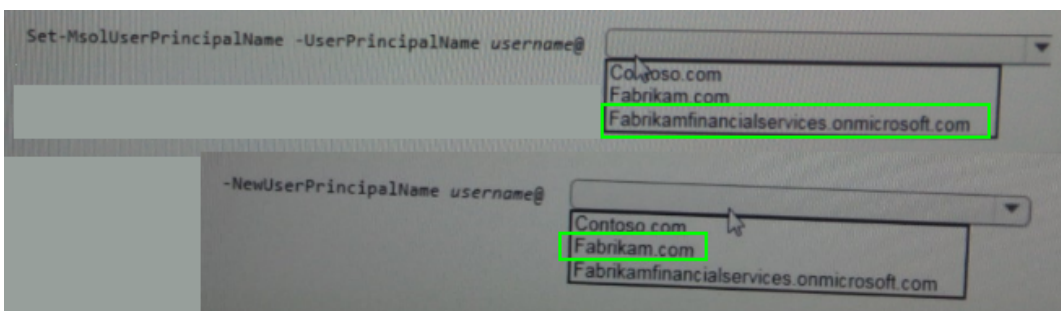 Set-MsolUserPrincipalName -UserPrincipalName username@
Contoso.com
Fabrikam.com
Fabrikamfinancialservices.onmicrosoft.com
-NewUserPrincipalName username@
Contoso.com
Fabrikam.com
Fabrikamfinancialservices.onmicrosoft.com